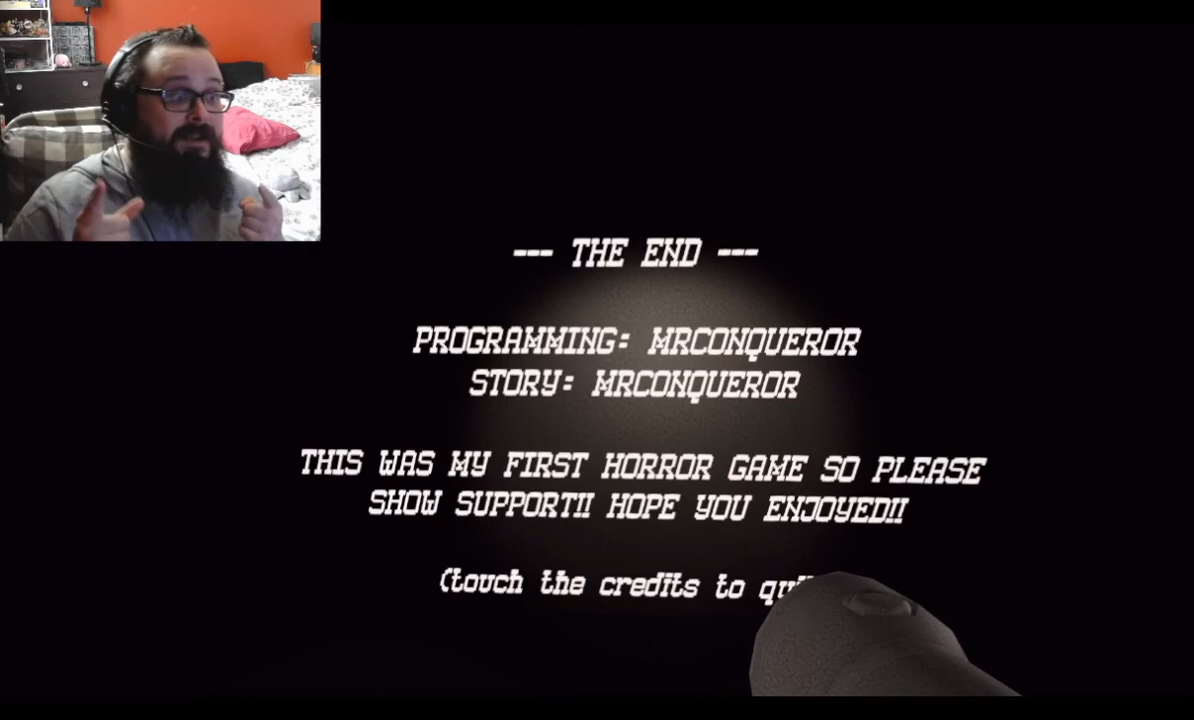 --- THE END ---
PROGRAMMING: MRCONQUEROR
STORY: MRCONQUEROR
THIS WAS MY FIRST HORROR GAME SO PLEASE
SHOW SUPPORT!! HOPE YOU ENJOYED!!
(touch the credits to